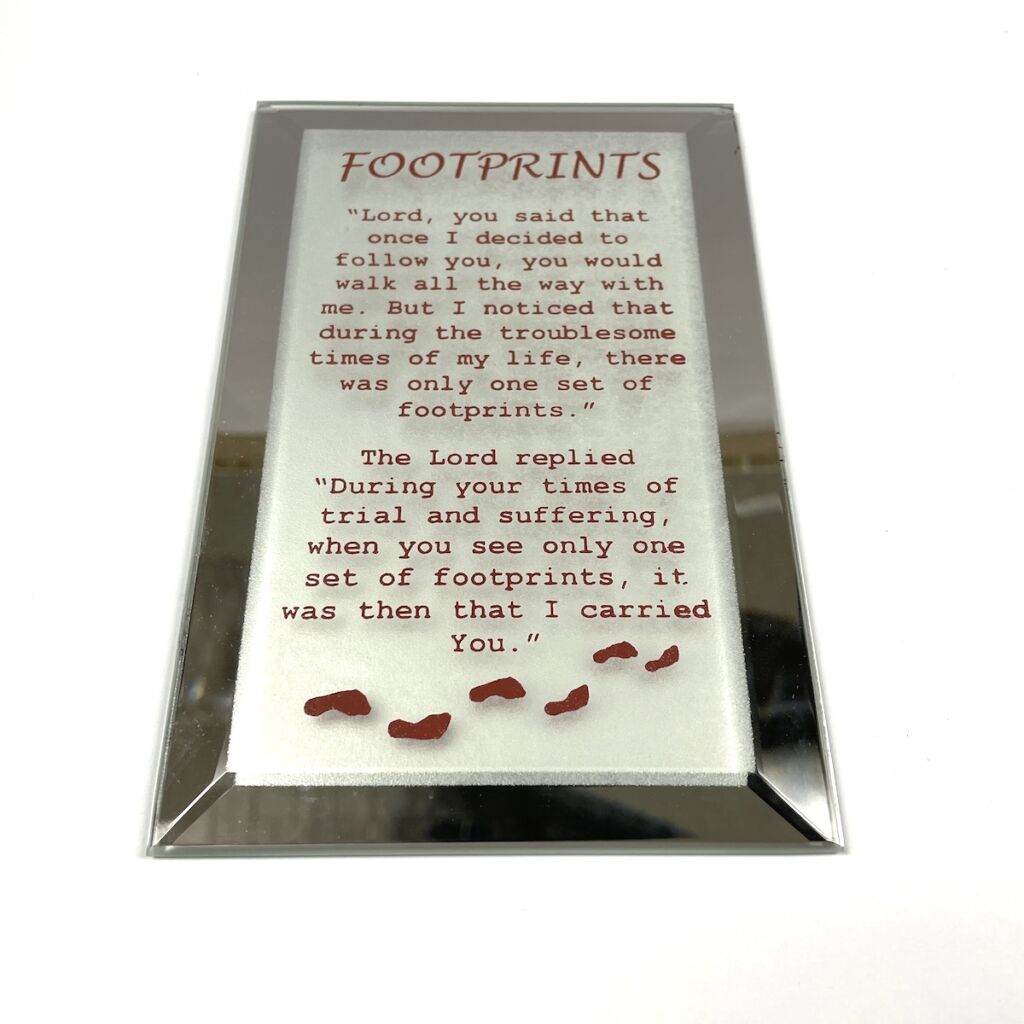 FOOTPRINTS
“Lord, you said that
once I decided to
follow you, you would
walk all the way with
me. But I noticed that
during the troublesome
times of my life, there
was only one set of
footprints.”
The Lord replied
“During your times of
trial and suffering,
when you see only one
set of footprints, it
was then that I carried
You.”